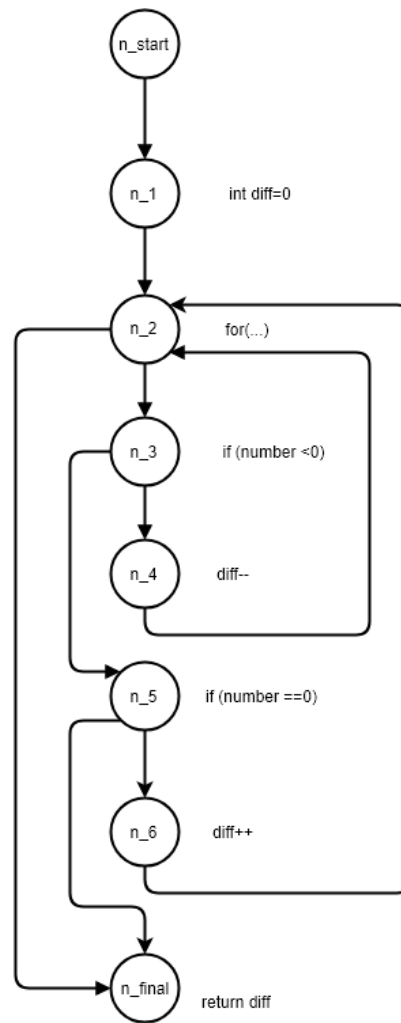 n_start
n_1 int diff=0
n_2 for(...)
n_3 if (number <0)
n_4 diff--
n_5 if (number ==0)
n_6 diff++
n_final return diff